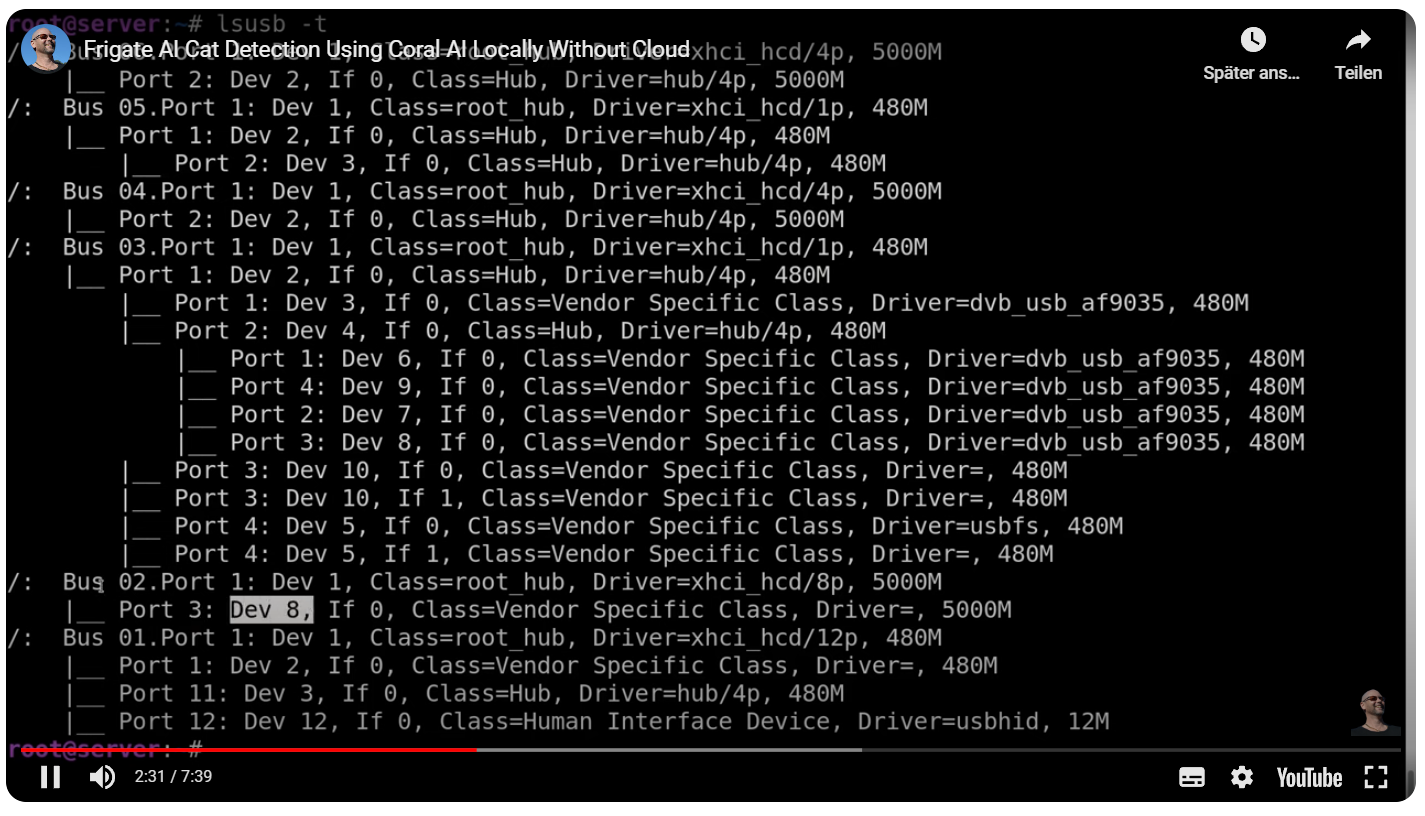 root@server:~# lsusb -t
Frigate AI Cat Detection Using Coral AI Locally Without Cloud
Später ans...
Teilen
/: Bus Port 1: Dev 1, Class=root_hub, Driver=xhci_hcd/4p, 5000M
|__ Port 2: Dev 2, If 0, Class=Hub, Driver=hub/4p, 5000M
/: Bus 05.Port 1: Dev 1, Class=root_hub, Driver=xhci_hcd/1p, 480M
|__ Port 1: Dev 2, If 0, Class=Hub, Driver=hub/4p, 480M
|__ Port 2: Dev 3, If 0, Class=Hub, Driver=hub/4p, 480M
/: Bus 04.Port 1: Dev 1, Class=root_hub, Driver=xhci_hcd/4p, 5000M
|__ Port 2: Dev 2, If 0, Class=Hub, Driver=hub/4p, 5000M
/: Bus 03.Port 1: Dev 1, Class=root_hub, Driver=xhci_hcd/1p, 480M
|__ Port 1: Dev 2, If 0, Class=Hub, Driver=hub/4p, 480M
|__ Port 1: Dev 3, If 0, Class=Vendor Specific Class, Driver=dvb_usb_af9035, 480M
|__ Port 2: Dev 4, If 0, Class=Hub, Driver=hub/4p, 480M
|__ Port 1: Dev 6, If 0, Class=Vendor Specific Class, Driver=dvb_usb_af9035, 480M
|__ Port 4: Dev 9, If 0, Class=Vendor Specific Class, Driver=dvb_usb_af9035, 480M
|__ Port 2: Dev 7, If 0, Class=Vendor Specific Class, Driver=dvb_usb_af9035, 480M
|__ Port 3: Dev 8, If 0, Class=Vendor Specific Class, Driver=dvb_usb_af9035, 480M
|__ Port 3: Dev 10, If 0, Class=Vendor Specific Class, Driver=, 480M
|__ Port 3: Dev 10, If 1, Class=Vendor Specific Class, Driver=, 480M
|__ Port 4: Dev 5, If 0, Class=Vendor Specific Class, Driver=usbfs, 480M
|__ Port 4: Dev 5, If 1, Class=Vendor Specific Class, Driver=, 480M
/: Bus 02.Port 1: Dev 1, Class=root_hub, Driver=xhci_hcd/8p, 5000M
|__ Port 3: Dev 8, If 0, Class=Vendor Specific Class, Driver=, 5000M
/: Bus 01.Port 1: Dev 1, Class=root_hub, Driver=xhci_hcd/12p, 480M
|__ Port 1: Dev 2, If 0, Class=Vendor Specific Class, Driver=, 480M
|__ Port 11: Dev 3, If 0, Class=Hub, Driver=hub/4p, 480M
|__ Port 12: Dev 12, If 0, Class=Human Interface Device, Driver=usbhid, 12M
root@server:~#
2:31 / 7:39
YouTube